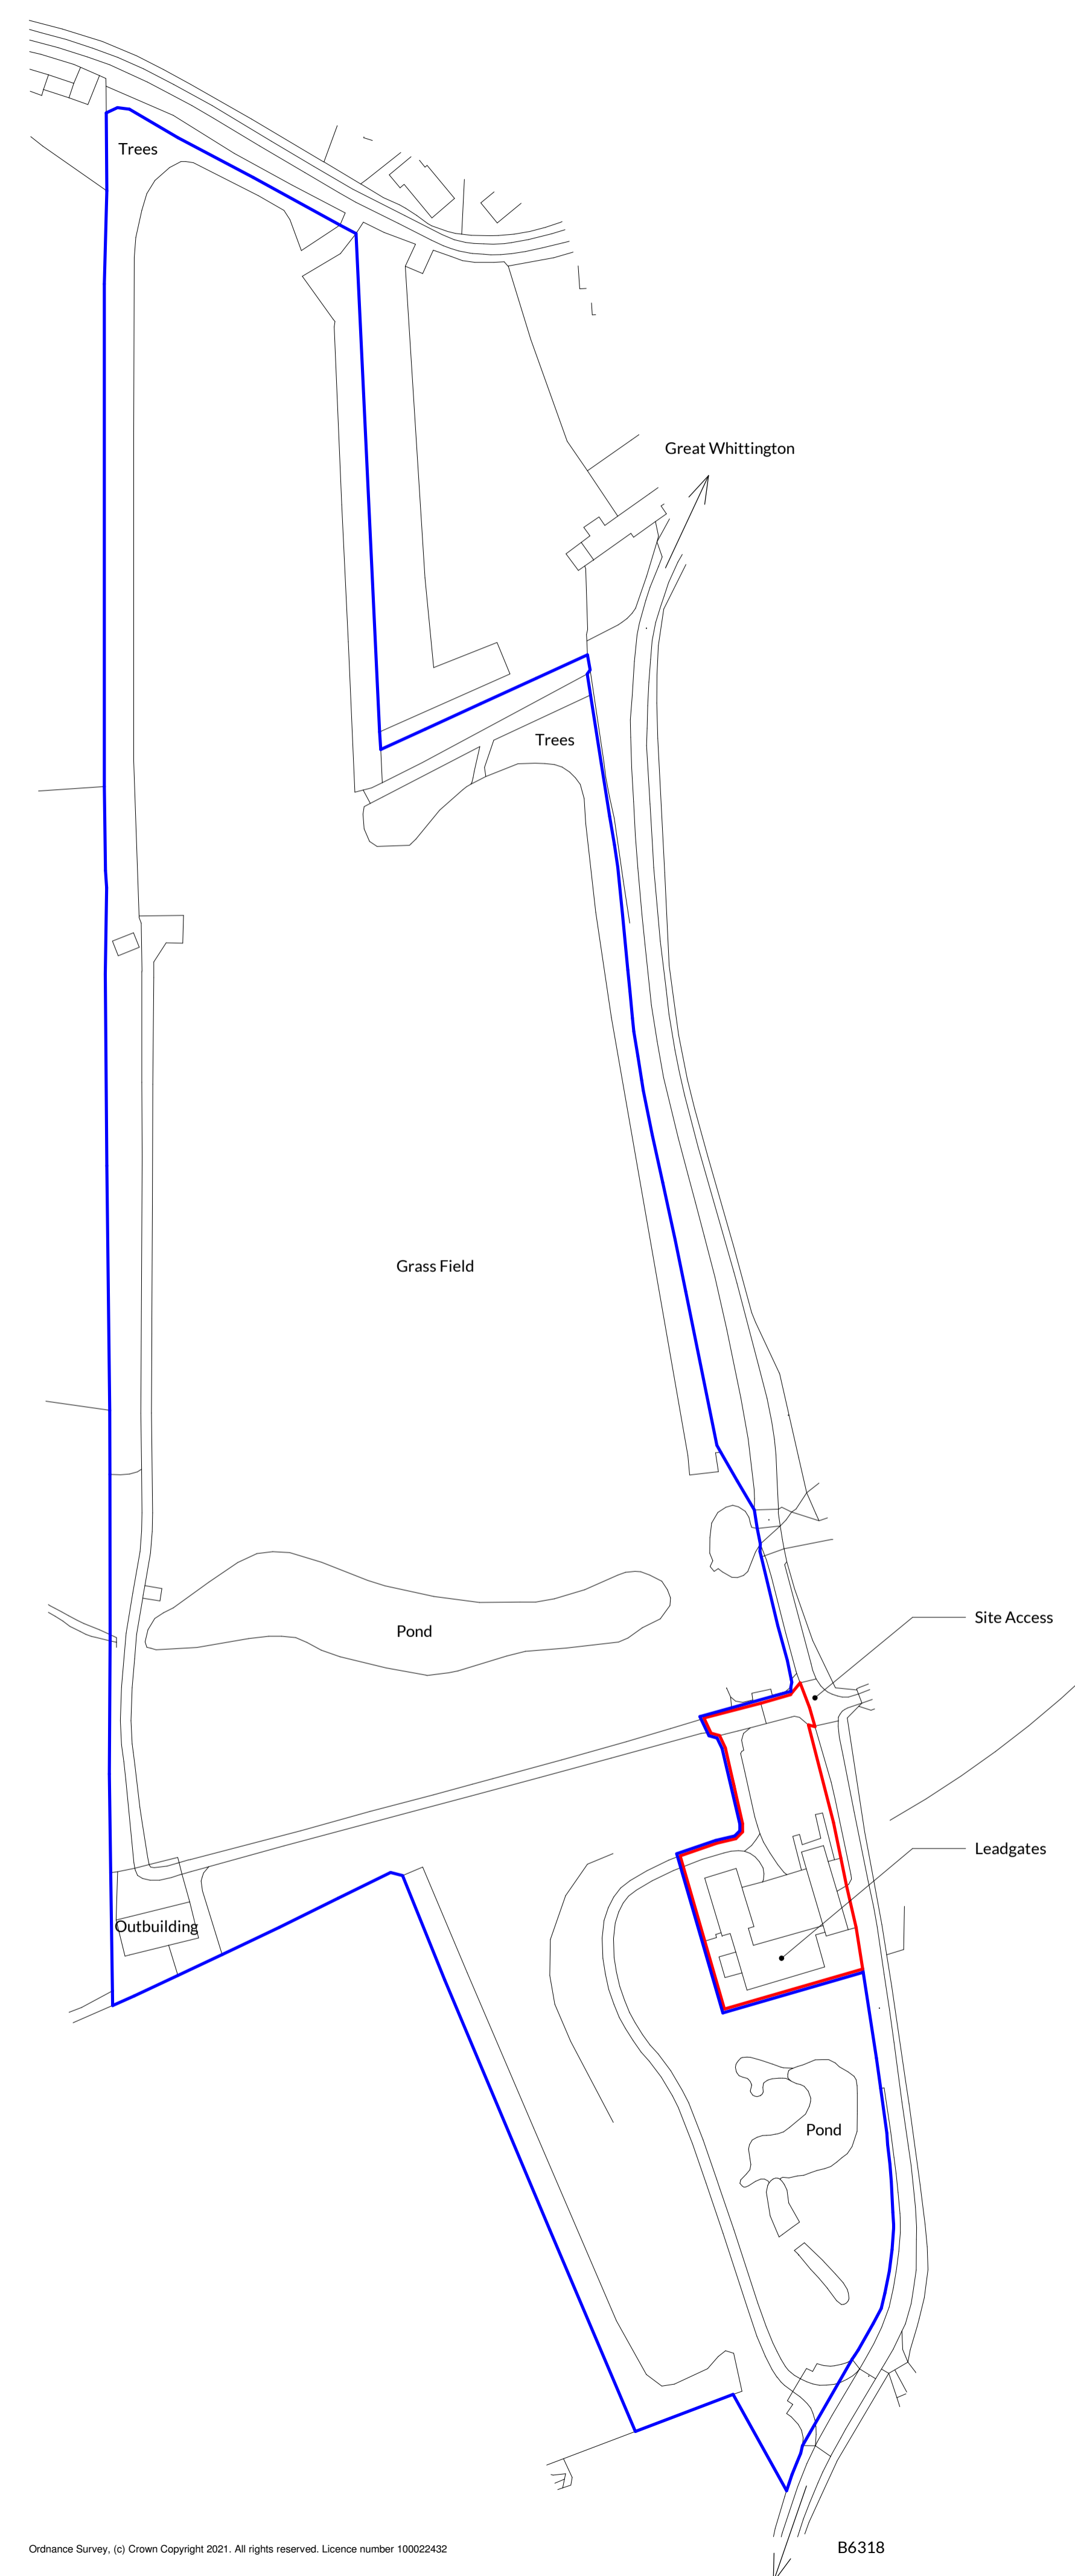 Trees
Great Whittington
Trees
Grass Field
Site Access
Pond
Leadgates
Outbuilding
Pond
Ordnance Survey, (c) Crown Copyright 2021. All rights reserved. Licence number 100022432
B6318